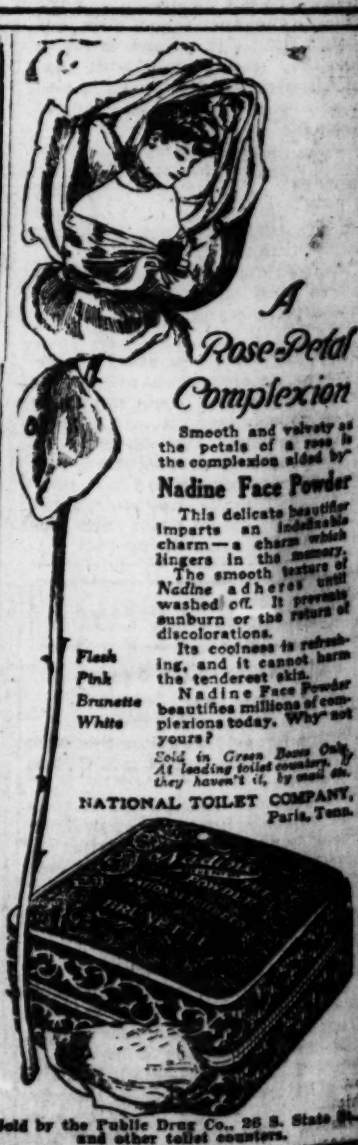 A
Rose-Petal
Complexion
Smooth and velvety as
the petals of a rose is
the complexion aided by
Nadine Face Powder
This delicate beautifier
imparts an indefinable
charm—a charm which
lingers in the memory.
The smooth texture of
Nadine adheres until
washed off. It prevents
sunburn or the return of
discolorations.
Its coolness is refresh-
ing, and it cannot harm
the tenderest skin.
Nadine Face Powder
beautifies millions of com-
plexions today. Why not
yours?
Flesh
Pink
Brunette
White
Sold in Green Boxes Only.
At leading toilet counters. If
they haven't it, by mail
NATIONAL TOILET COMPANY,
Paris, Tenn.
Nadine
FACE
POWDER
NATIONAL TOILET CO
BRUNETTE
Sold by the Public Drug Co., 26 S. State
and other toilet counters.